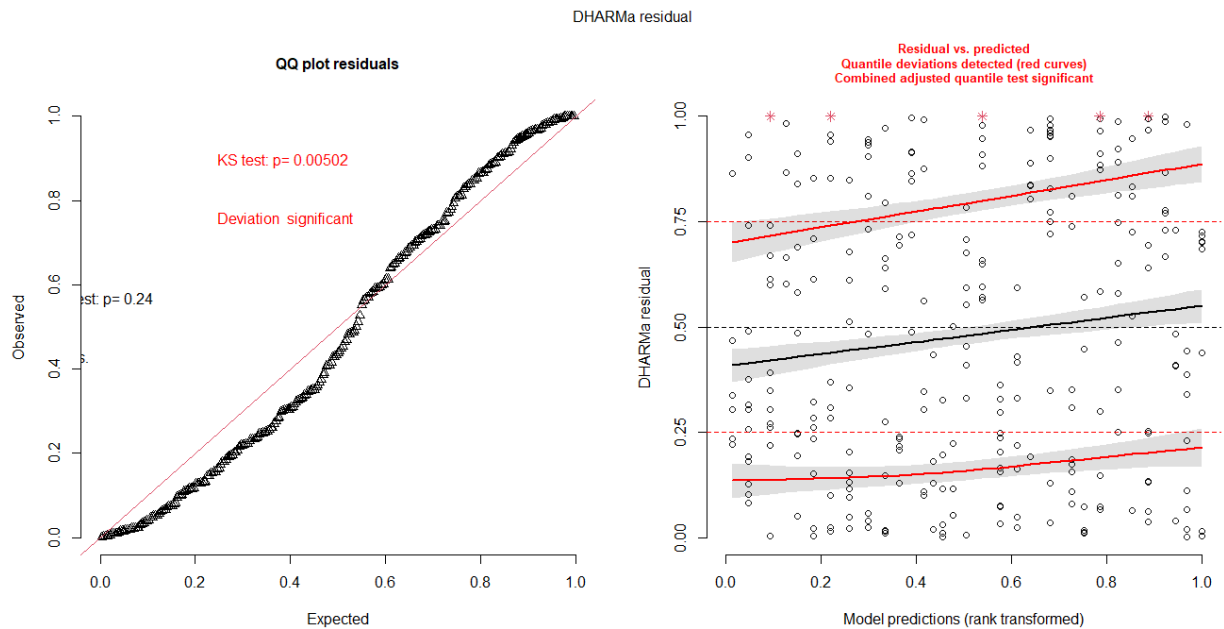 DHARMa residual
QQ plot residuals
KS test: p= 0.00502
Deviation significant
est: p= 0.24
s.
Observed
0.0 0.2 0.4 0.6 0.8 1.0
0.0 0.2 0.4 0.6 0.8 1.0
Expected
Residual vs. predicted
Quantile deviations detected (red curves)
Combined adjusted quantile test significant
DHARMa residual
0.00 0.25 0.50 0.75 1.00
0.0 0.2 0.4 0.6 0.8 1.0
Model predictions (rank transformed)